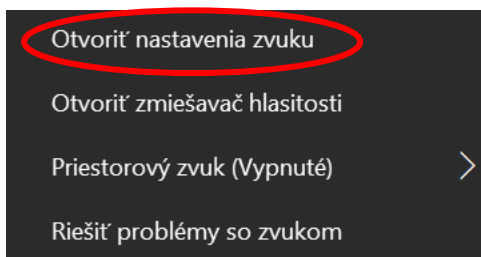 Otvoriť nastavenia zvuku
Otvoriť zmiešavač hlasitosti
Priestorový zvuk (Vypnuté)
Riešiť problémy so zvukom